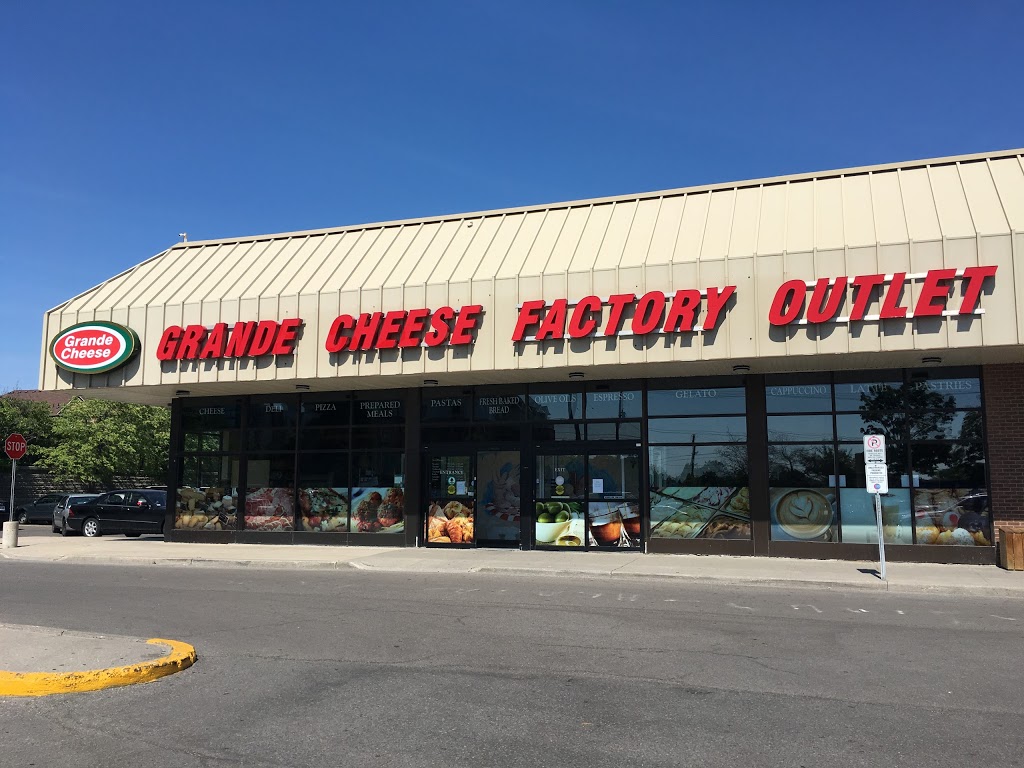 Grande
Cheese
GRANDE CHEESE FACTORY OUTLET
CHEESE
DELI
PIZZA
PREPARED
MEALS
PASTAS
FRESH BAKED
BREAD
OLIVE OILS
ESPRESSO
GELATO
CAPPUCCINO
LATTE
PASTRIES
ENTRANCE
EXIT
STOP